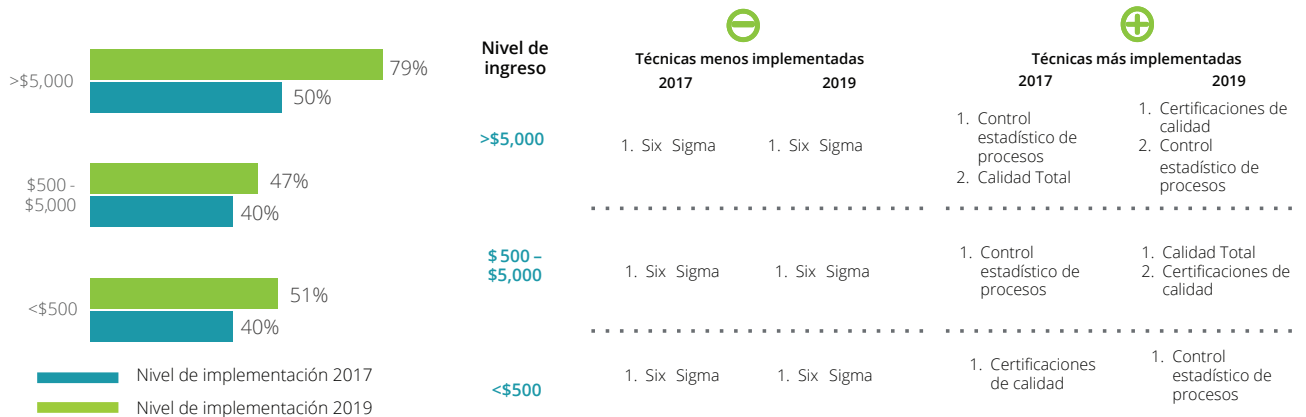 >$5,000
79%
50%
$500 -
$5,000
47%
40%
<$500
51%
40%
Nivel de implementación 2017
Nivel de implementación 2019
Nivel de
ingreso
Técnicas menos implementadas
2017
2019
Técnicas más implementadas
2017
2019
>$5,000
1. Six Sigma
1. Six Sigma
1. Control
estadístico de
procesos
2. Calidad Total
1. Certificaciones de
calidad
2. Control
estadístico de
procesos
$ 500 –
$5,000
1. Six Sigma
1. Six Sigma
1. Control
estadístico de
procesos
1. Calidad Total
2. Certificaciones de
calidad
<$500
1. Six Sigma
1. Six Sigma
1. Certificaciones
de calidad
1. Control
estadístico de
procesos